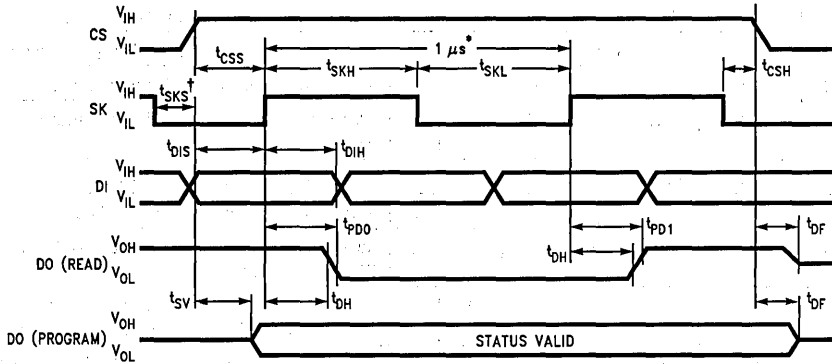 V_IH
CS
V_IL
t_CSS
1 μs*
t_SKH
t_SKL
t_CSH
V_IH
SK
V_IL
t_SKS†
t_DIS
t_DIH
V_IH
DI
V_IL
t_PD0
t_PD1
t_DF
V_OH
DO (READ)
V_OL
t_DH
t_SV
t_DH
t_DF
V_OH
DO (PROGRAM)
V_OL
STATUS VALID